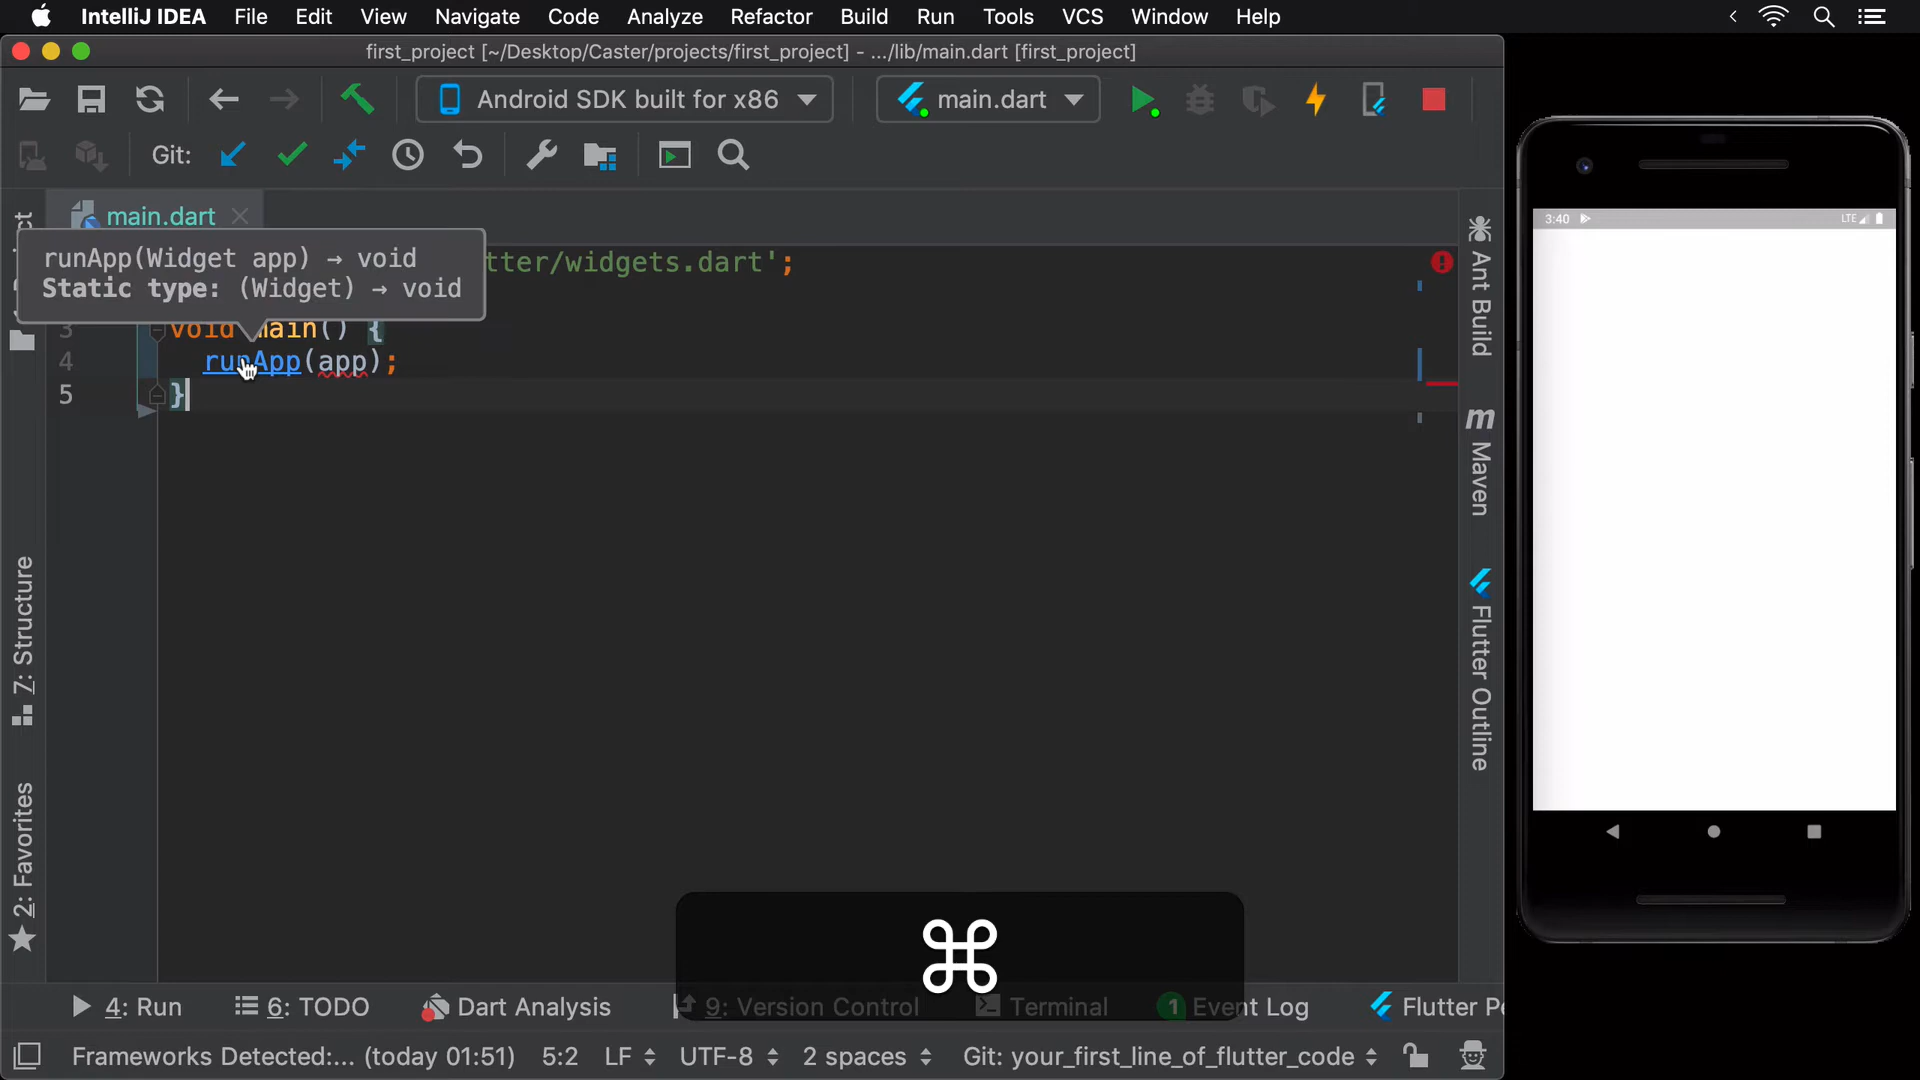 IntelliJ IDEA File Edit View Navigate Code Analyze Refactor Build Run Tools VCS Window Help
first_project [~/Desktop/Caster/projects/first_project] - .../lib/main.dart [first_project]
Android SDK built for x86 main.dart
Git:
main.dart
runApp(Widget app) → void
Static type: (Widget) → void
tter/widgets.dart';
3 void main() {
4 runApp(app);
5 }
Z: Structure
2: Favorites
Ant Build
m Maven
Flutter Outline
3:40 LTE
⌘
4: Run 6: TODO Dart Analysis 9: Version Control Terminal 1 Event Log Flutter Pe
Frameworks Detected:... (today 01:51) 5:2 LF UTF-8 2 spaces Git: your_first_line_of_flutter_code